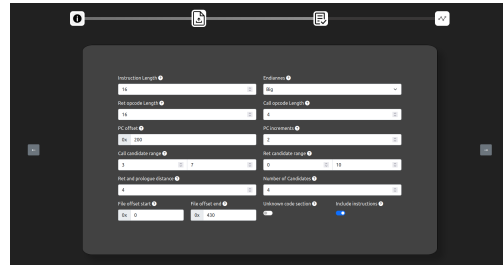 Instruction Length
Endiannes
16
Big
Ret opcode Length
Call opcode Length
16
4
PC offset
PC increments
0x 200
2
Call candidate range
Ret candidate range
3 7
0 10
Ret and prologue distance
Number of Candidates
4
4
File offset start
File offset end
Unknown code section
Include instructions
0x 0
0x 430